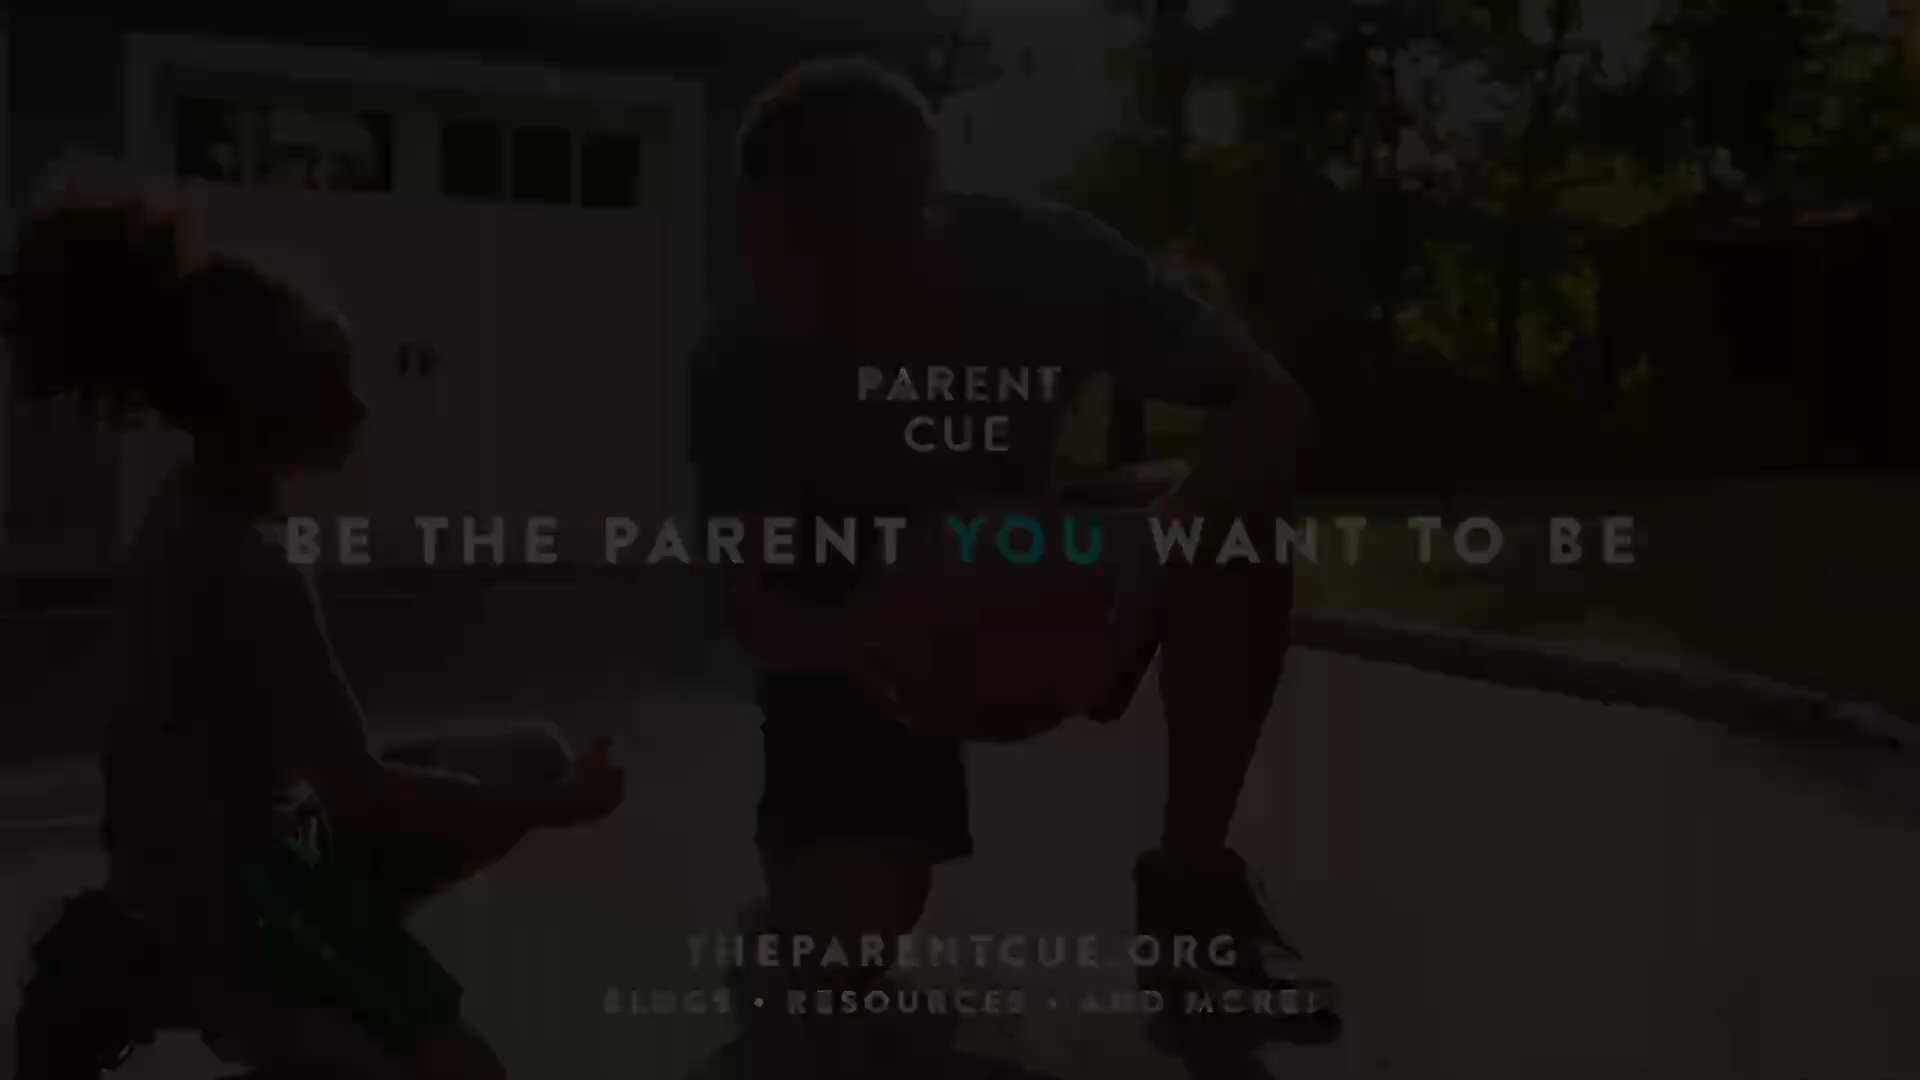 PARENT
CUE
BE THE PARENT YOU WANT TO BE
THEPARENTCUE.ORG
BLOGS • RESOURCES • AND MORE!